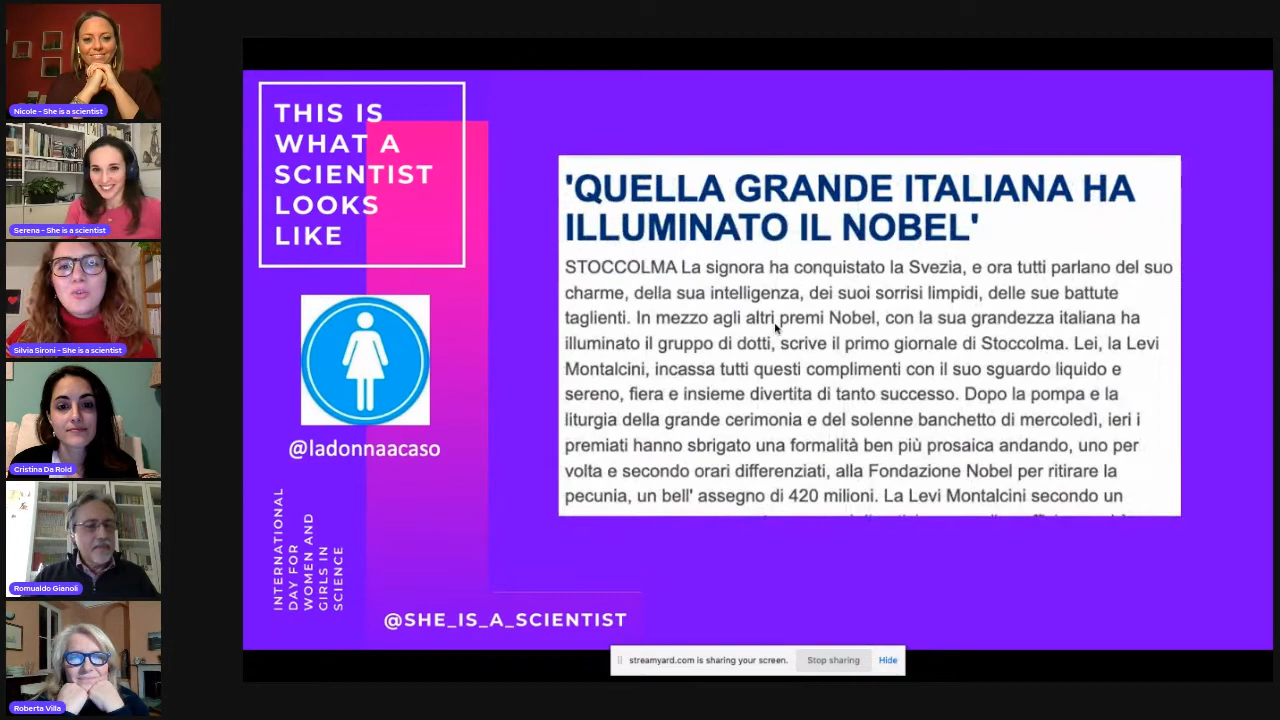 Nicole - She is a scientist
Serena - She is a scientist
Silvia Sironi - She is a scientist
Cristina Da Rold
Romualdo Gianoli
Roberta Villa
THIS IS
WHAT A
SCIENTIST
LOOKS
LIKE
@ladonnaacaso
INTERNATIONAL
DAY FOR
WOMEN AND
GIRLS IN
SCIENCE
@SHE_IS_A_SCIENTIST
'QUELLA GRANDE ITALIANA HA
ILLUMINATO IL NOBEL'
STOCCOLMA La signora ha conquistato la Svezia, e ora tutti parlano del suo
charme, della sua intelligenza, dei suoi sorrisi limpidi, delle sue battute
taglienti. In mezzo agli altri premi Nobel, con la sua grandezza italiana ha
illuminato il gruppo di dotti, scrive il primo giornale di Stoccolma. Lei, la Levi
Montalcini, incassa tutti questi complimenti con il suo sguardo liquido e
sereno, fiera e insieme divertita di tanto successo. Dopo la pompa e la
liturgia della grande cerimonia e del solenne banchetto di mercoledì, ieri i
premiati hanno sbrigato una formalità ben più prosaica andando, uno per
volta e secondo orari differenziati, alla Fondazione Nobel per ritirare la
pecunia, un bell' assegno di 420 milioni. La Levi Montalcini secondo un
streamyard.com is sharing your screen.
Stop sharing
Hide